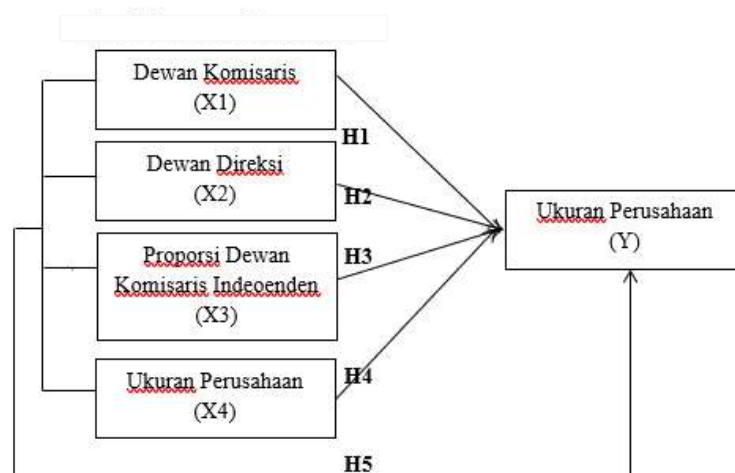 Dewan Komisaris
(X1)
H1
Dewan Direksi
(X2)
H2
Proporsi Dewan
Komisaris Indeoenden
(X3)
H3
Ukuran Perusahaan
(X4)
H4
H5
Ukuran Perusahaan
(Y)